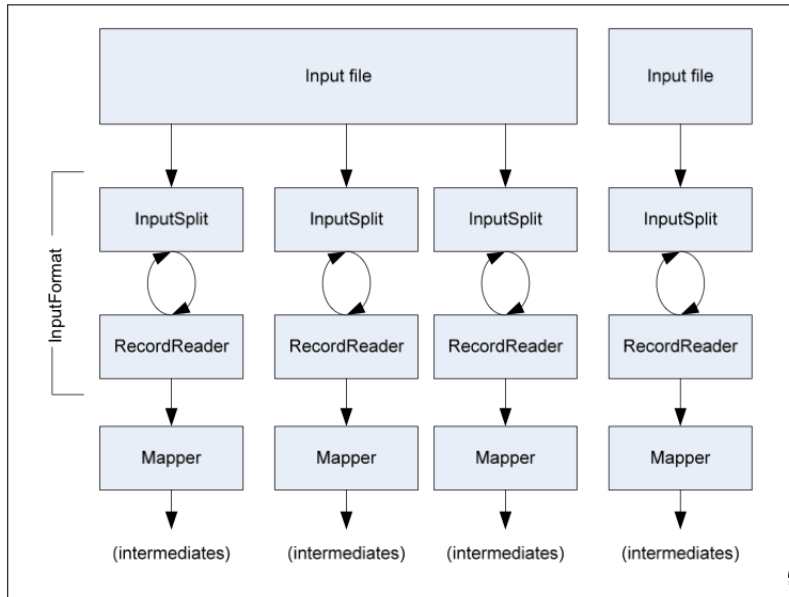 Input file
Input file
InputFormat
InputSplit
InputSplit
InputSplit
InputSplit
RecordReader
RecordReader
RecordReader
RecordReader
Mapper
Mapper
Mapper
Mapper
(intermediates)
(intermediates)
(intermediates)
(intermediates)